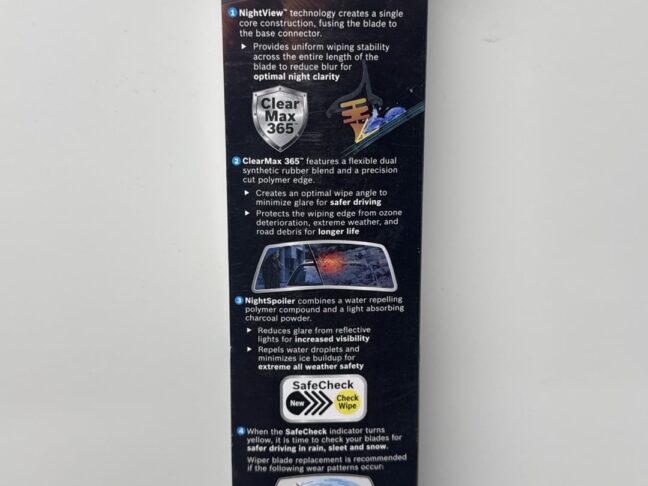 1 NightView™ technology creates a single
core construction, fusing the blade to
the base connector.
► Provides uniform wiping stability
across the entire length of the
blade to reduce blur for
optimal night clarity
Clear
Max
365™
2 ClearMax 365™ features a flexible dual
synthetic rubber blend and a precision
cut polymer edge.
► Creates an optimal wipe angle to
minimize glare for safer driving
► Protects the wiping edge from ozone
deterioration, extreme weather, and
road debris for longer life
3 NightSpoiler combines a water repelling
polymer compound and a light absorbing
charcoal powder.
► Reduces glare from reflective
lights for increased visibility
► Repels water droplets and
minimizes ice buildup for
extreme all weather safety
SafeCheck
New
Check
Wipe
4 When the SafeCheck indicator turns
yellow, it is time to check your blades for
safer driving in rain, sleet and snow.
Wiper blade replacement is recommended
if the following wear patterns occur: